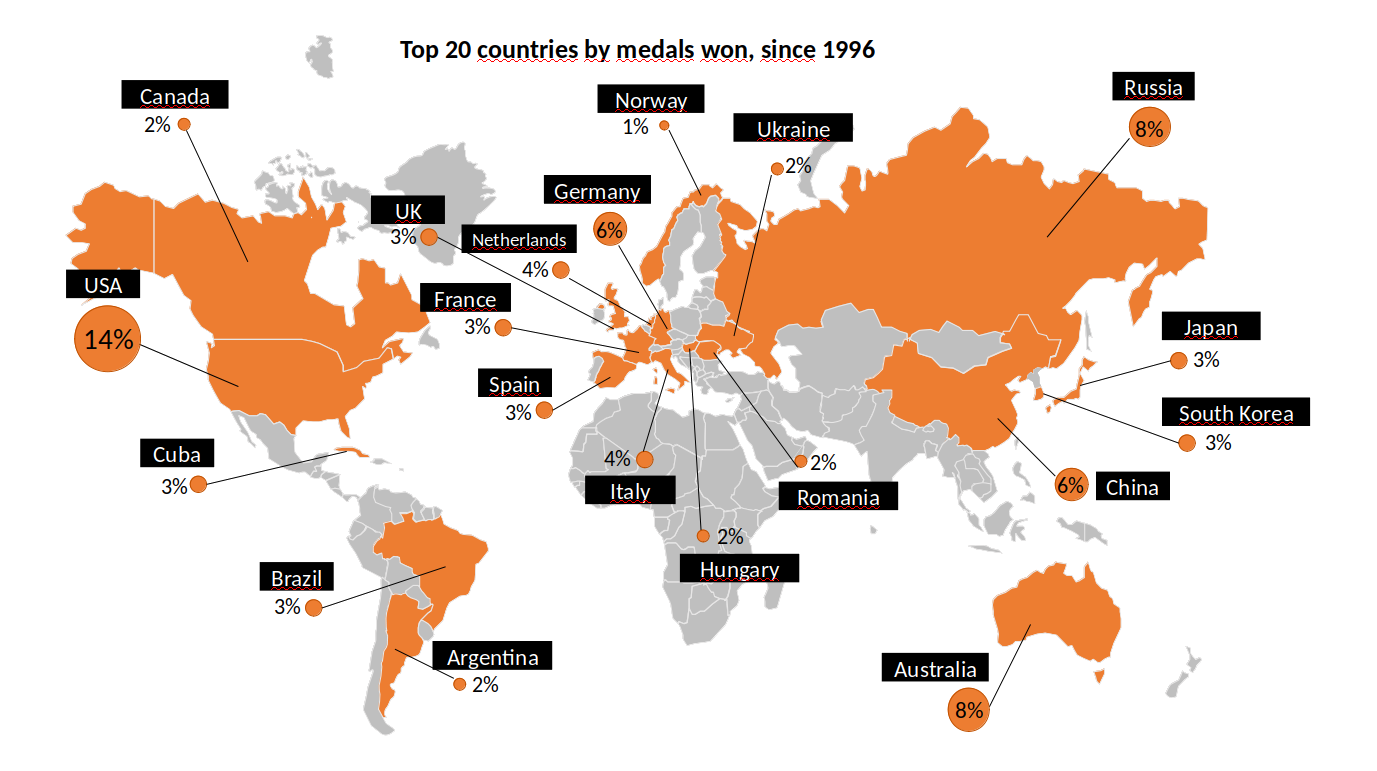 Top 20 countries by medals won, since 1996
Canada
2%
Norway
1%
Ukraine
2%
Russia
8%
Germany
6%
UK
3%
Netherlands
4%
USA
14%
France
3%
Spain
3%
Japan
3%
South Korea
3%
Cuba
3%
4%
Italy
2%
Romania
6%
China
2%
Hungary
Brazil
3%
Argentina
2%
Australia
8%